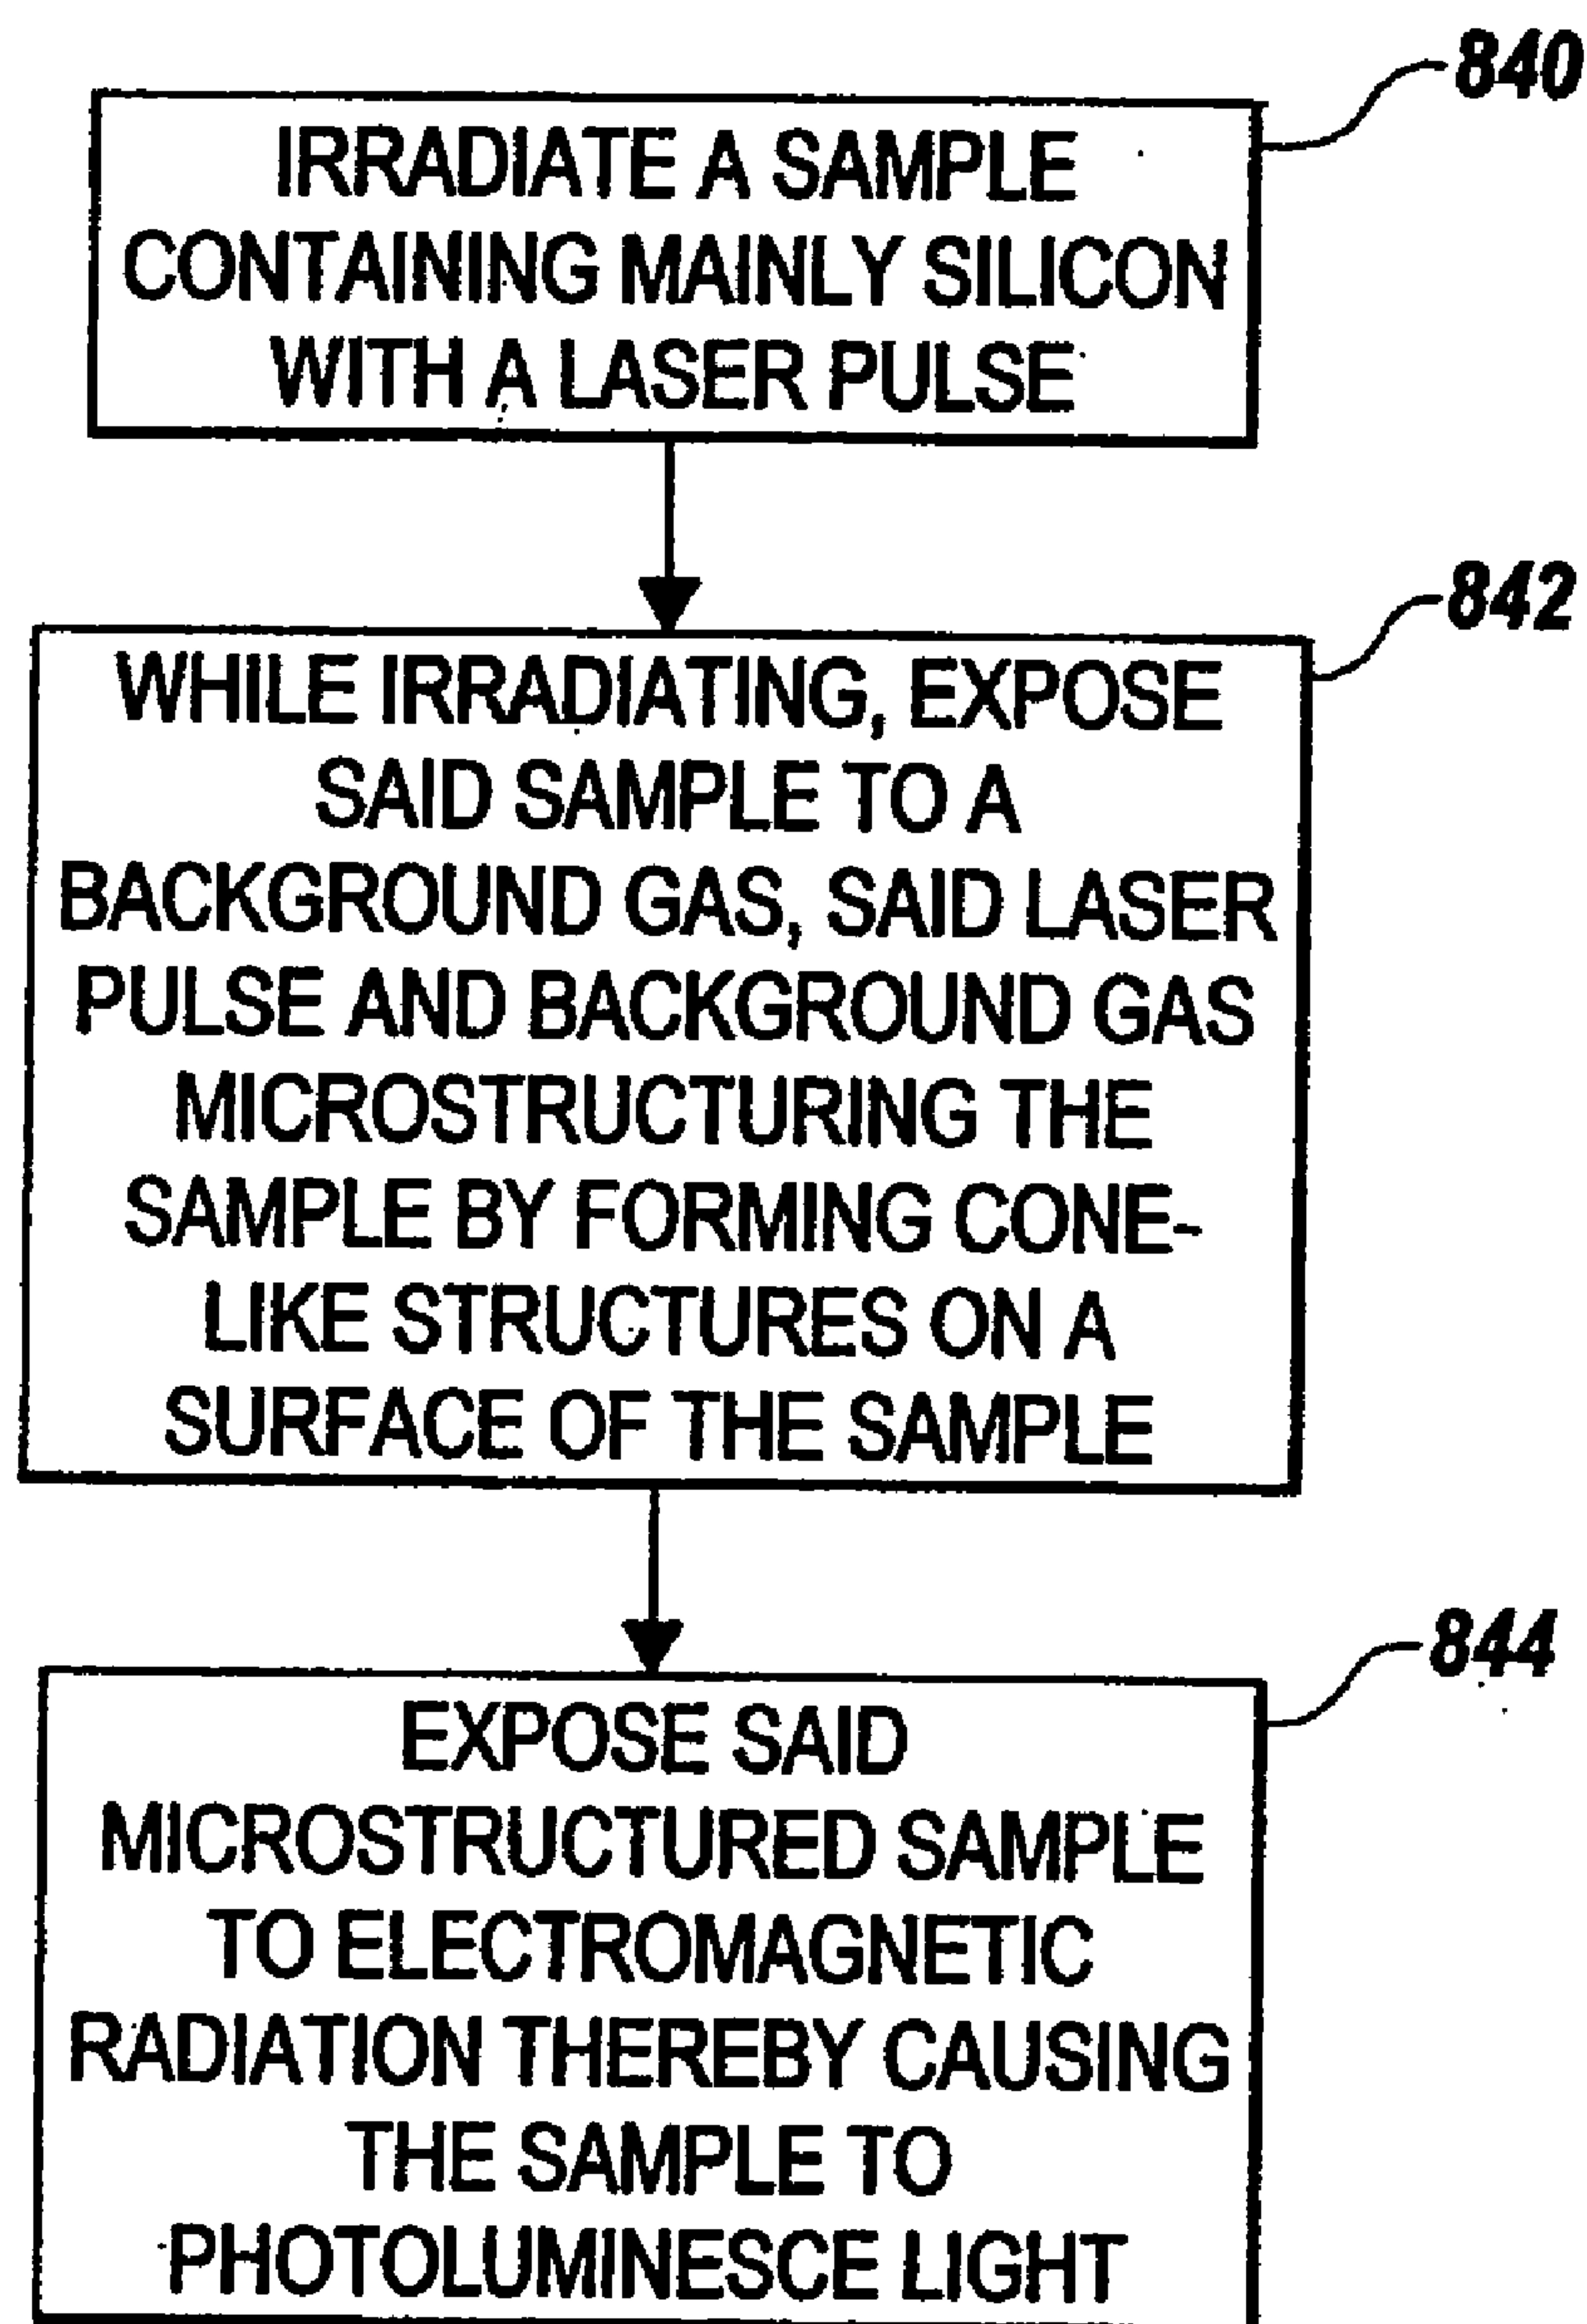 840
IRRADIATE A SAMPLE
CONTAINING MAINLY SILICON
WITH A LASER PULSE
842
WHILE IRRADIATING, EXPOSE
SAID SAMPLE TO A
BACKGROUND GAS, SAID LASER
PULSE AND BACKGROUND GAS
MICROSTRUCTURING THE
SAMPLE BY FORMING CONE-
LIKE STRUCTURES ON A
SURFACE OF THE SAMPLE
844
EXPOSE SAID
MICROSTRUCTURED SAMPLE
TO ELECTROMAGNETIC
RADIATION THEREBY CAUSING
THE SAMPLE TO
PHOTOLUMINESCE LIGHT